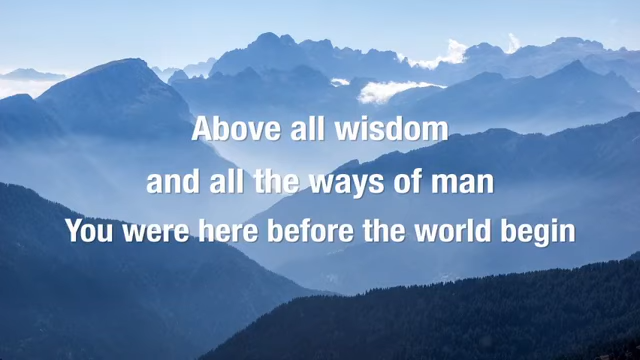 Above all wisdom
and all the ways of man
You were here before the world begin